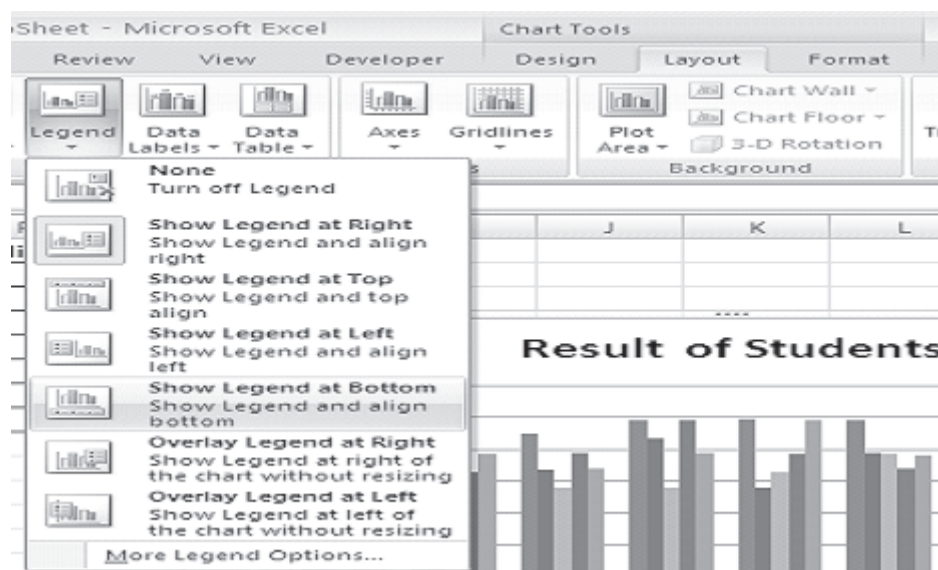 Sheet - Microsoft Excel
Chart Tools
Review View Developer Design Layout Format
Legend
Data Labels
Data Table
Axes
Gridlines
Plot Area
Chart Wall
Chart Floor
3-D Rotation
Background
None
Turn off Legend
Show Legend at Right
Show Legend and align
right
Show Legend at Top
Show Legend and top
align
Show Legend at Left
Show Legend and align
left
Show Legend at Bottom
Show Legend and align
bottom
Overlay Legend at Right
Show Legend at right of
the chart without resizing
Overlay Legend at Left
Show Legend at left of
the chart without resizing
More Legend Options...
J K L
Result of Students